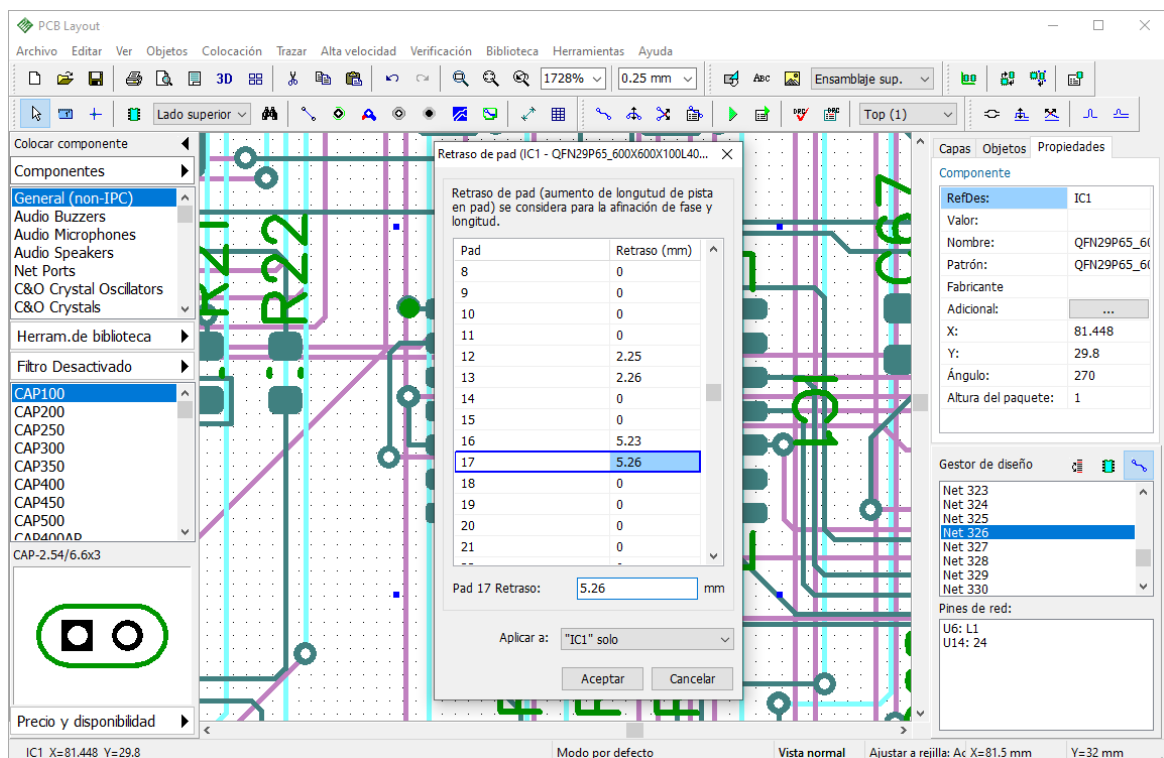 PCB Layout
Archivo Editar Ver Objetos Colocación Trazar Alta velocidad Verificación Biblioteca Herramientas Ayuda
3D 1728% 0.25 mm ABC Ensamblaje sup.
Lado superior Top (1)
Colocar componente
Componentes
General (non-IPC)
Audio Buzzers
Audio Microphones
Audio Speakers
Net Ports
C&O Crystal Oscillators
C&O Crystals
Herram.de biblioteca
Filtro Desactivado
CAP100
CAP200
CAP250
CAP300
CAP350
CAP400
CAP450
CAP500
CAP400AP
CAP-2.54/6.6x3
Precio y disponibilidad
R21
R22
C67
IC1
Retraso de pad (IC1 - QFN29P65_600X600X100L40...
Retraso de pad (aumento de longutud de pista
en pad) se considera para la afinación de fase y
longitud.
Pad Retraso (mm)
8 0
9 0
10 0
11 0
12 2.25
13 2.26
14 0
15 0
16 5.23
17 5.26
18 0
19 0
20 0
21 0
Pad 17 Retraso: 5.26 mm
Aplicar a: "IC1" solo
Aceptar Cancelar
Capas Objetos Propiedades
Componente
RefDes: IC1
Valor:
Nombre: QFN29P65_60
Patrón: QFN29P65_60
Fabricante
Adicional: ...
X: 81.448
Y: 29.8
Ángulo: 270
Altura del paquete: 1
Gestor de diseño
Net 323
Net 324
Net 325
Net 326
Net 327
Net 328
Net 329
Net 330
Pines de red:
U6: L1
U14: 24
IC1 X=81.448 Y=29.8 Modo por defecto Vista normal Ajustar a rejilla: Ac X=81.5 mm Y=32 mm